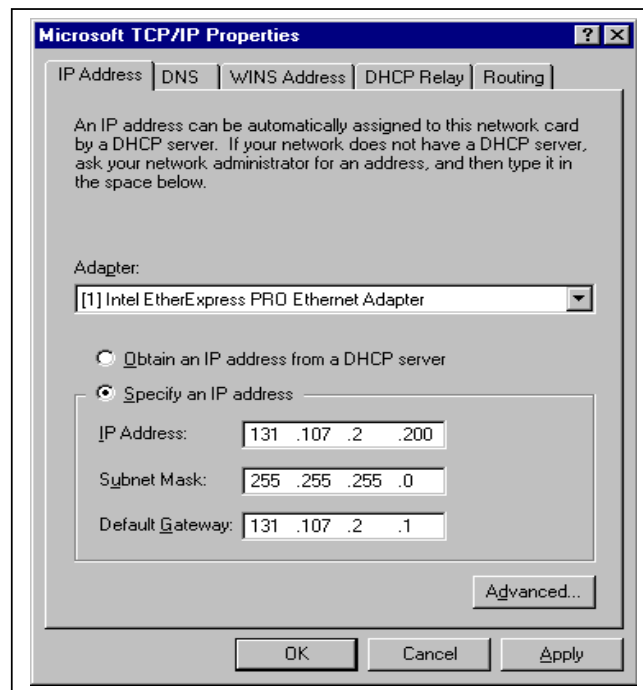 Microsoft TCP/IP Properties
IP Address DNS WINS Address DHCP Relay Routing
An IP address can be automatically assigned to this network card
by a DHCP server. If your network does not have a DHCP server,
ask your network administrator for an address, and then type it in
the space below.
Adapter:
[1] Intel EtherExpress PRO Ethernet Adapter
Obtain an IP address from a DHCP server
Specify an IP address
IP Address: 131 .107 .2 .200
Subnet Mask: 255 .255 .255 .0
Default Gateway: 131 .107 .2 .1
Advanced...
OK Cancel Apply